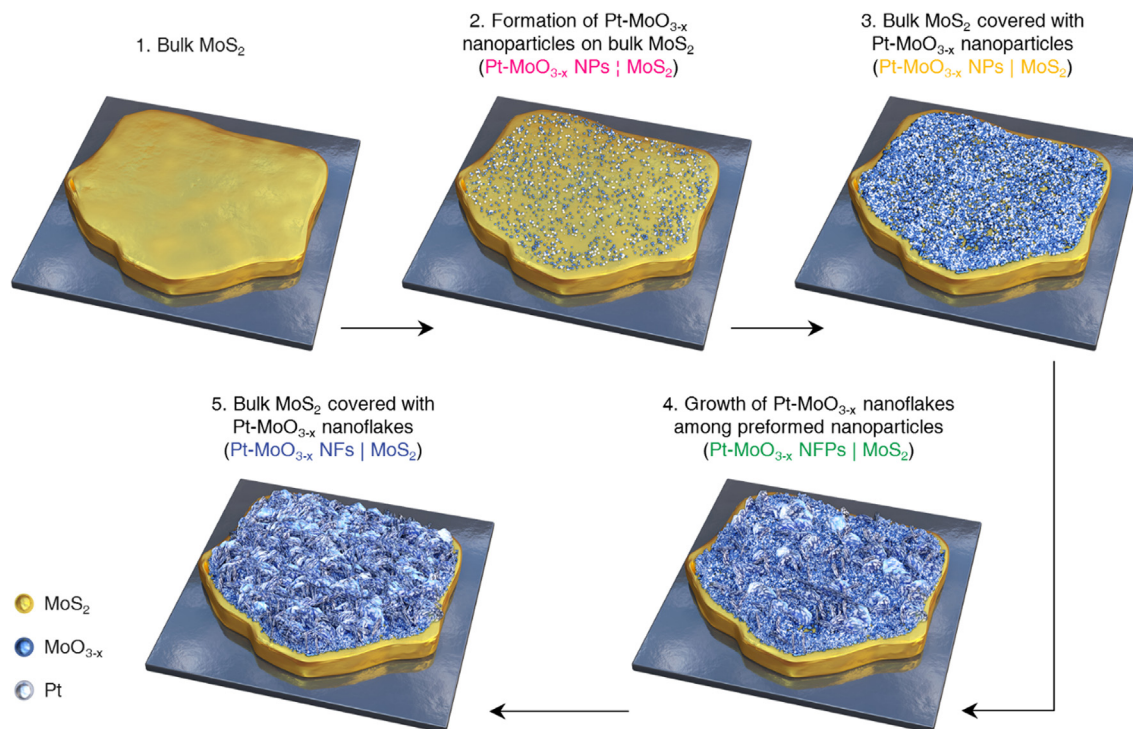 1. Bulk MoS₂
2. Formation of Pt-MoO₃₋ₓ
nanoparticles on bulk MoS₂
(Pt-MoO₃₋ₓ NPs ¦ MoS₂)
3. Bulk MoS₂ covered with
Pt-MoO₃₋ₓ nanoparticles
(Pt-MoO₃₋ₓ NPs | MoS₂)
4. Growth of Pt-MoO₃₋ₓ nanoflakes
among preformed nanoparticles
(Pt-MoO₃₋ₓ NFPs | MoS₂)
5. Bulk MoS₂ covered with
Pt-MoO₃₋ₓ nanoflakes
(Pt-MoO₃₋ₓ NFs | MoS₂)
MoS₂
MoO₃₋ₓ
Pt